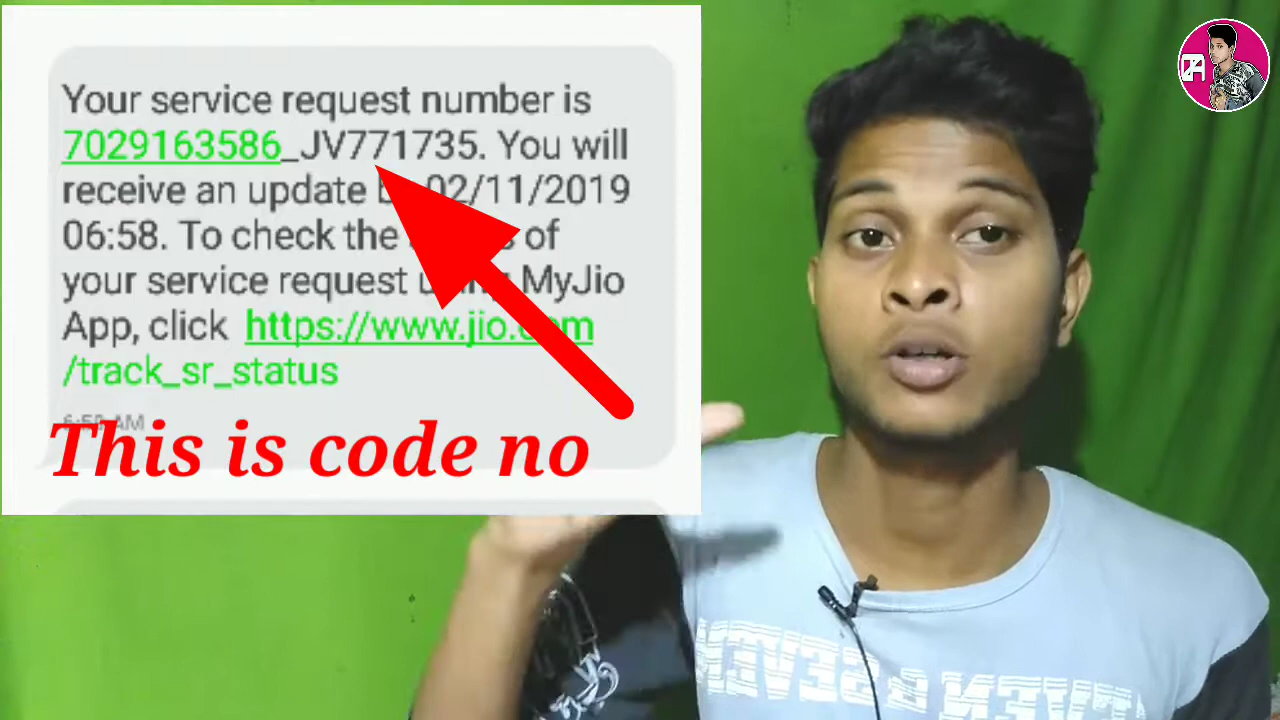 Your service request number is
7029163586_JV771735. You will
receive an update 02/11/2019
06:58. To check the of
your service request MyJio
App, click https://www.jio.com
/track_sr_status
This is code no